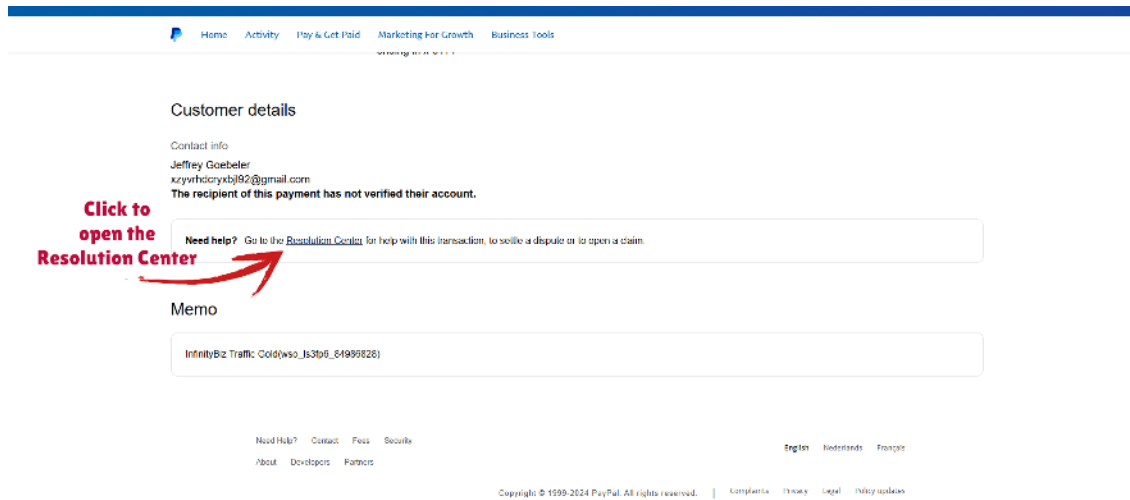 Home Activity Pay & Get Paid Marketing For Growth Business Tools
Customer details
Contact info
Jeffrey Goebeler
xzyvrhdcryxbjl92@gmail.com
The recipient of this payment has not verified their account.
Click to
open the
Resolution Center
Need help? Go to the Resolution Center for help with this transaction, to settle a dispute or to open a claim.
Memo
InfinityBiz Traffic
Need Help? Contact Fees Security
English Nederlands Français
About Developers Partners
Copyright © 1999-2024 PayPal. All rights reserved. | Complaints Privacy Legal Policy updates